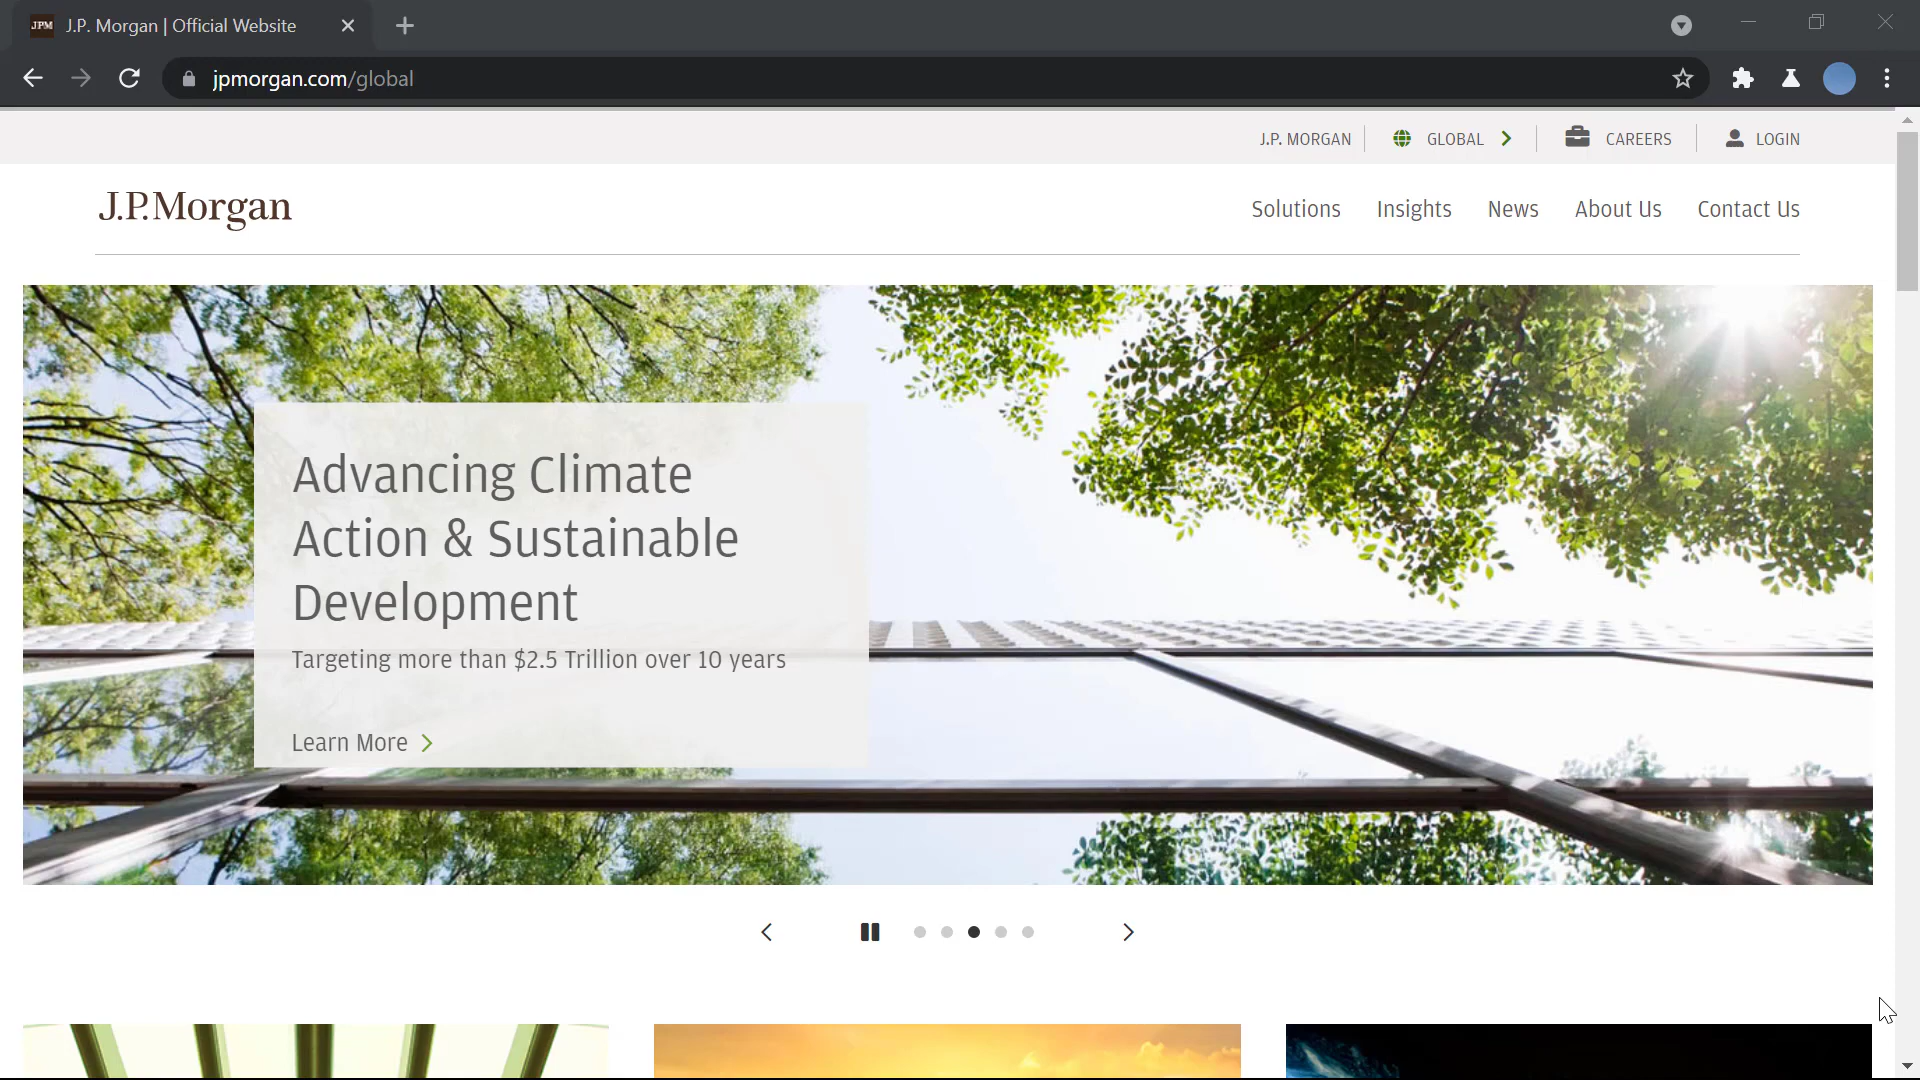 JPM J.P. Morgan | Official Website
jpmorgan.com/global
J.P. MORGAN GLOBAL CAREERS LOGIN
J.P.Morgan
Solutions Insights News About Us Contact Us
Advancing Climate
Action & Sustainable
Development
Targeting more than $2.5 Trillion over 10 years
Learn More